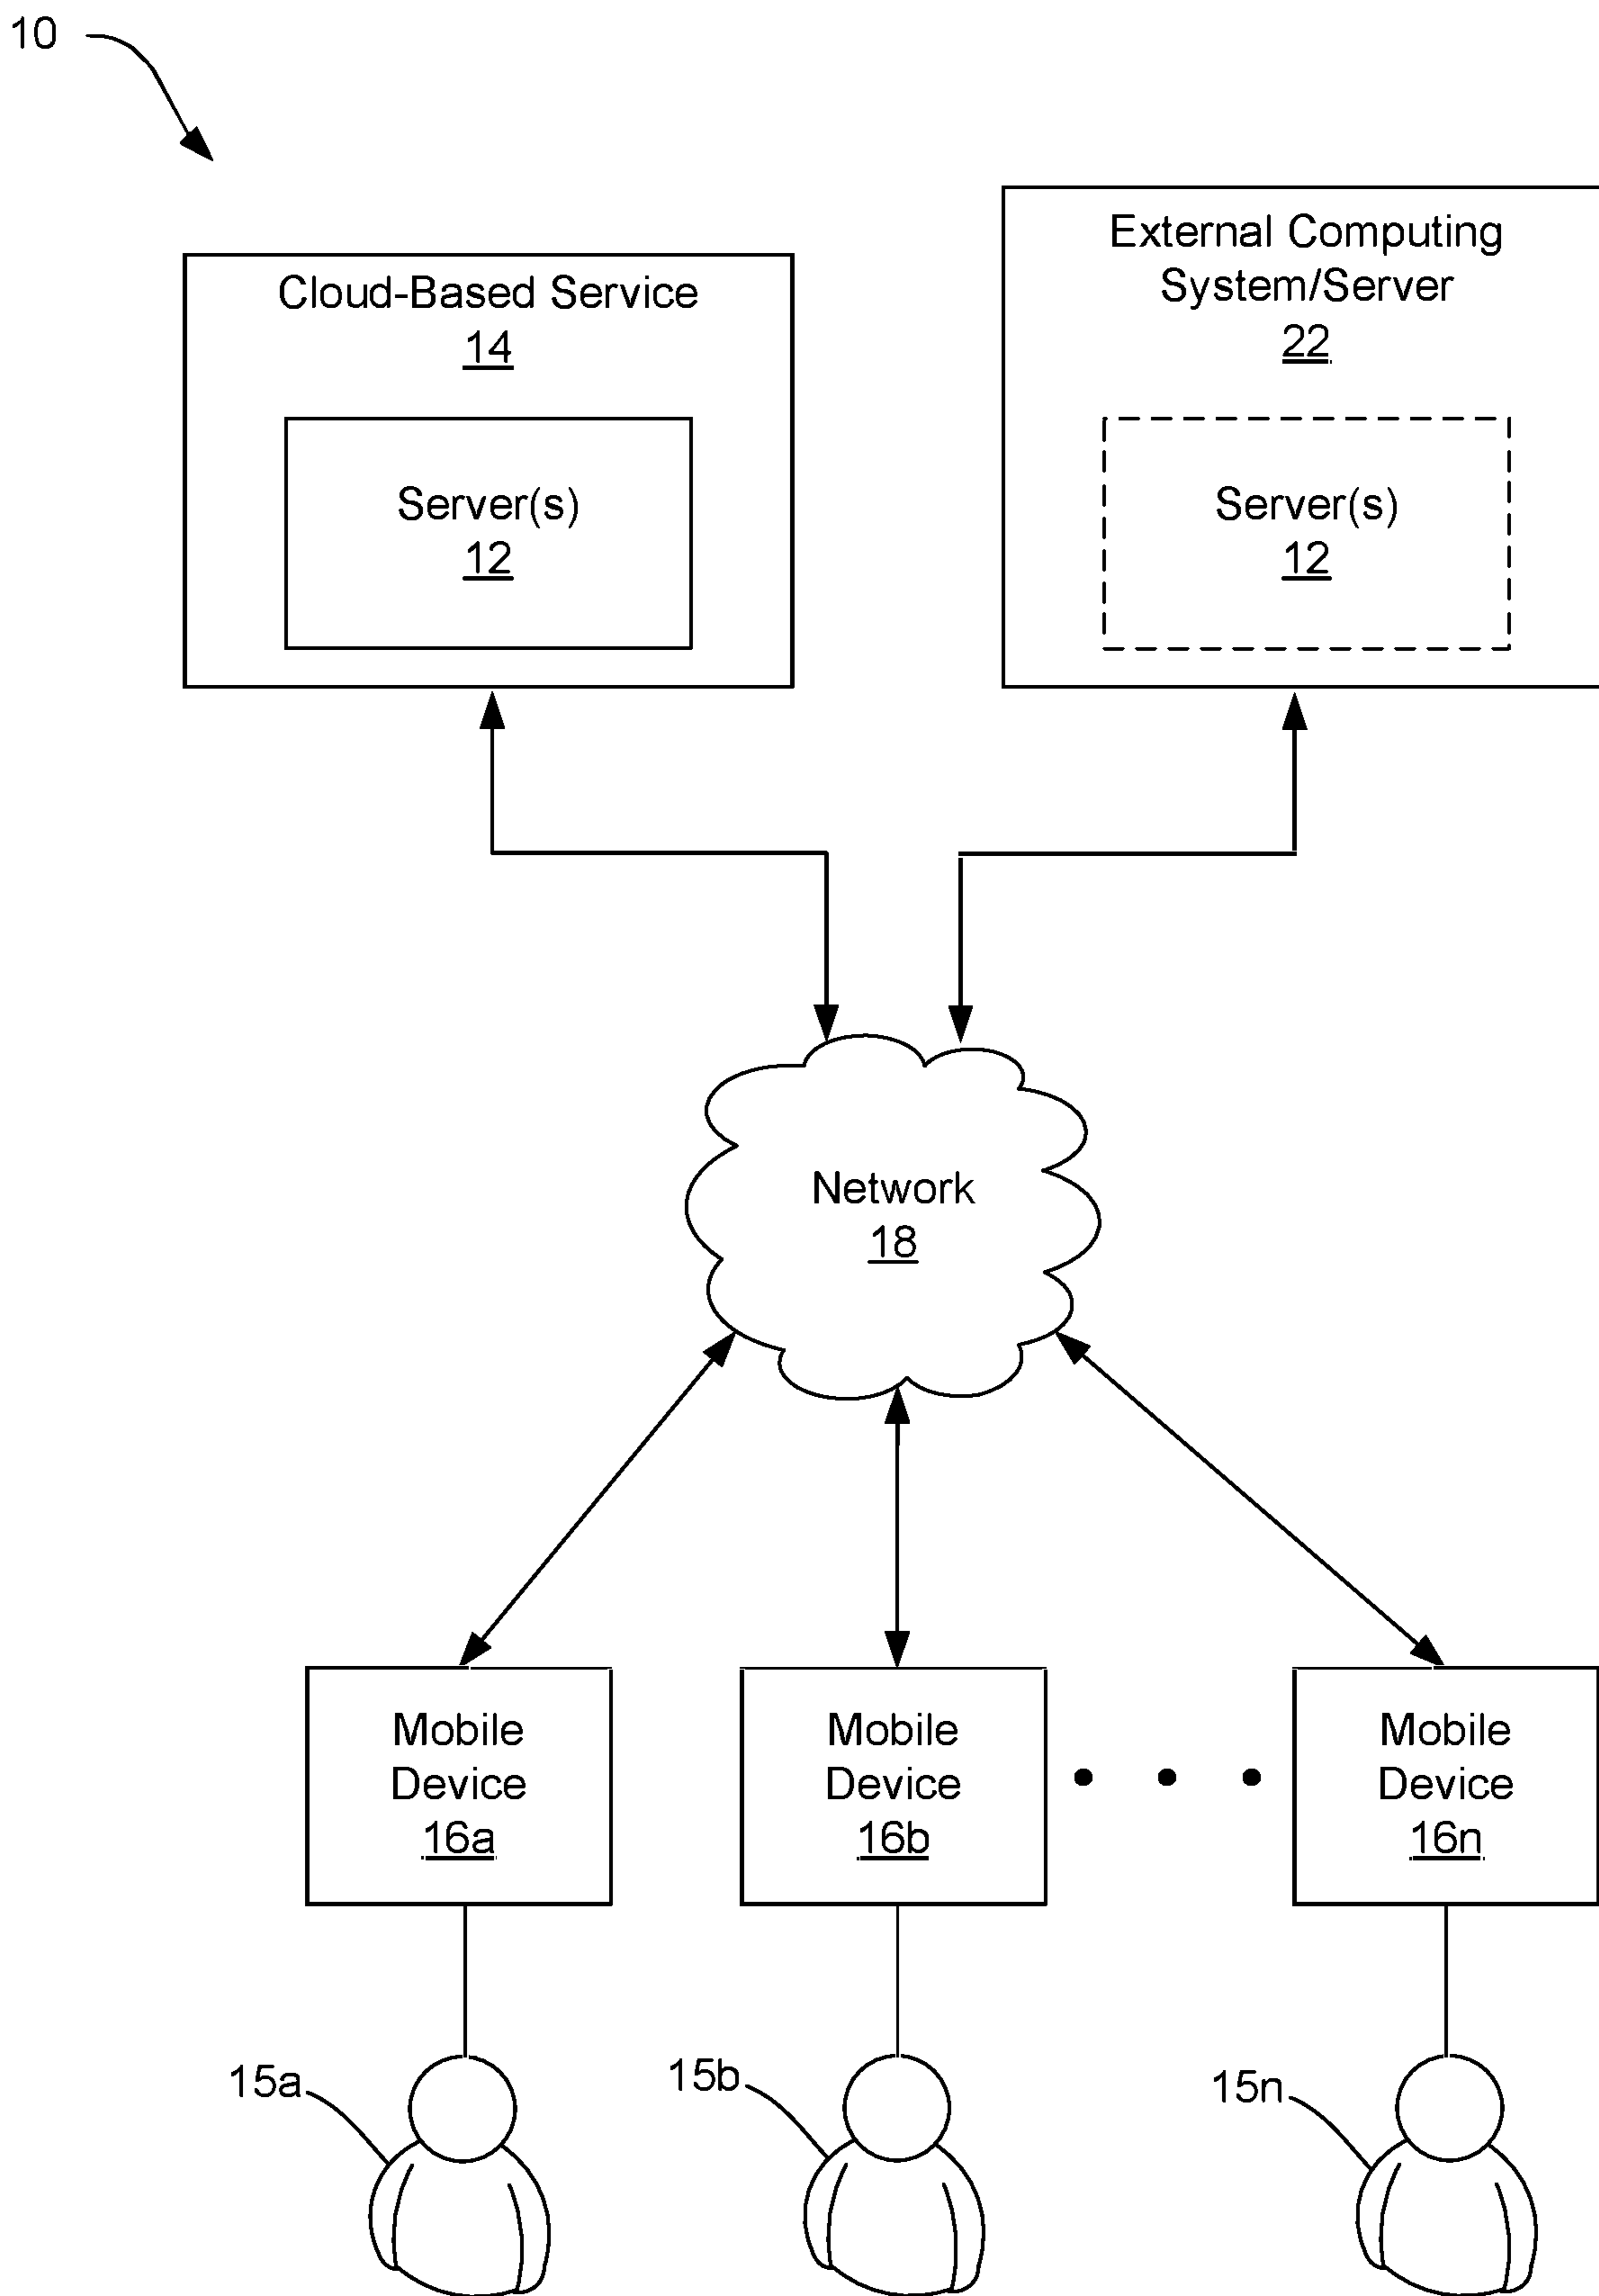 10
Cloud-Based Service
14
Server(s)
12
External Computing
System/Server
22
Server(s)
12
Network
18
Mobile
Device
16a
Mobile
Device
16b
Mobile
Device
16n
15a
15b
15n